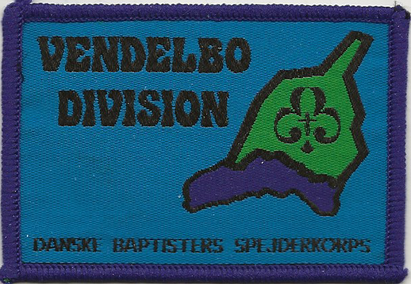 VENDELBO
DIVISION
DANSKE BAPTISTERS SPEJDERKORPS